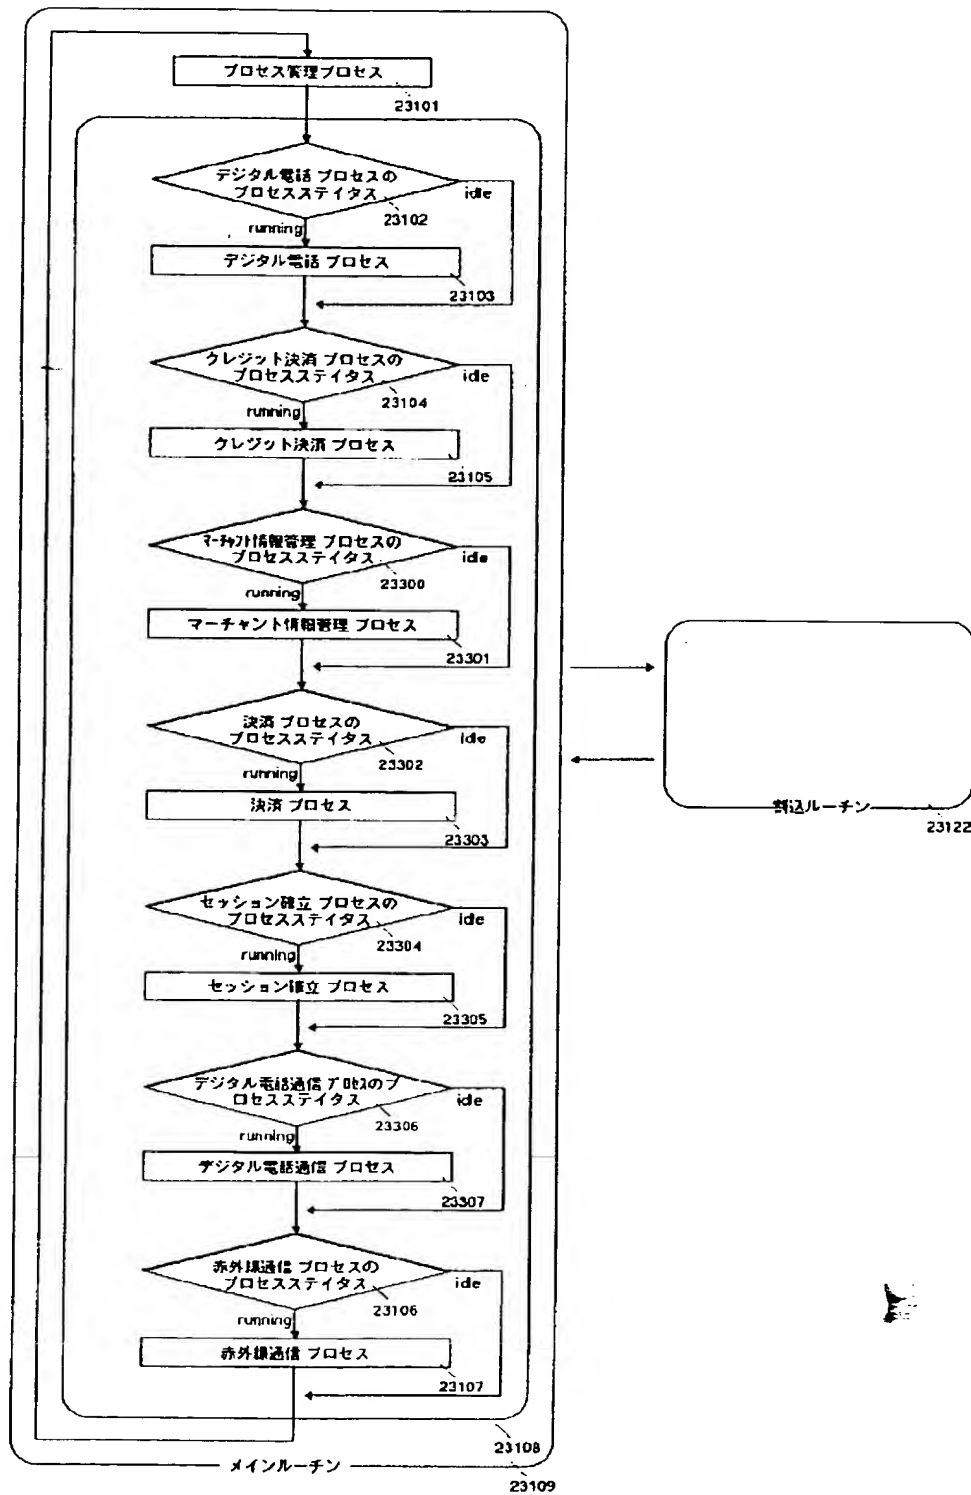 プロセス管理プロセス
23101
デジタル電話 プロセスの
プロセスステイタス
idle
23102
running
デジタル電話 プロセス
23103
クレジット決済 プロセスの
プロセスステイタス
idle
23104
running
クレジット決済 プロセス
23105
マーチャント情報管理 プロセスの
プロセスステイタス
idle
23300
running
マーチャント情報管理 プロセス
23301
決済 プロセスの
プロセスステイタス
idle
23302
running
決済 プロセス
23303
割込ルーチン
23122
セッション確立 プロセスの
プロセスステイタス
idle
23304
running
セッション確立 プロセス
23305
デジタル電話通信 プロセスのプ
ロセスステイタス
idle
23306
running
デジタル電話通信 プロセス
23307
赤外線通信 プロセスの
プロセスステイタス
idle
23106
running
赤外線通信 プロセス
23107
23108
メインルーチン
23109